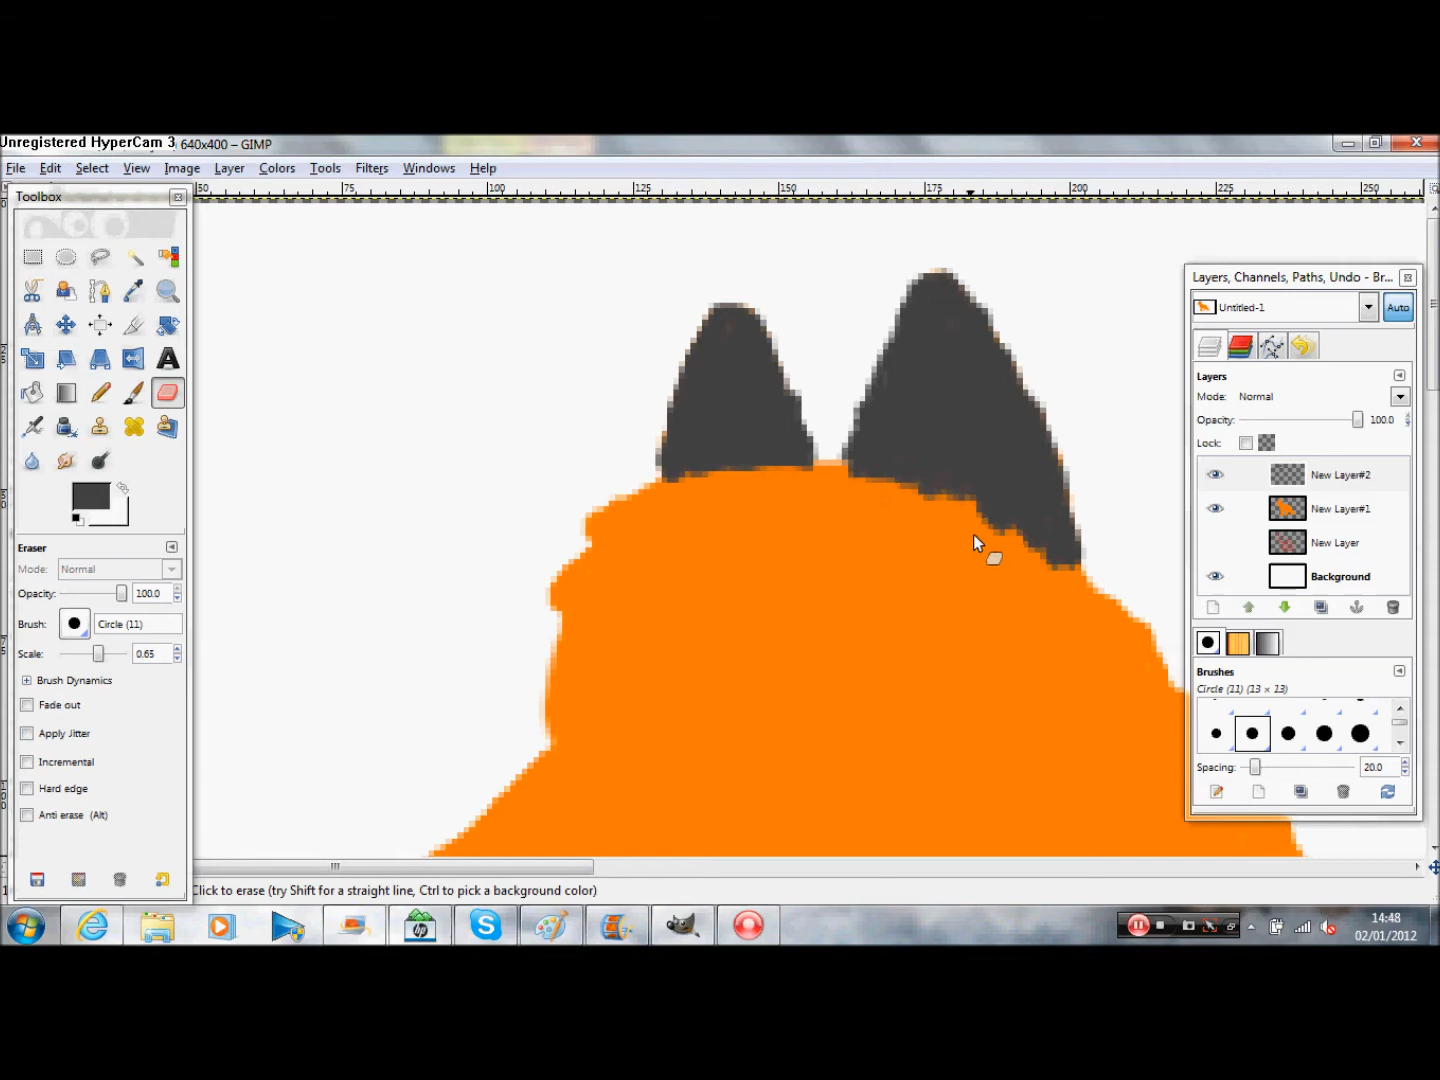 Unregistered HyperCam 3 640x400 – GIMP
File Edit Select View Image Layer Colors Tools Filters Windows Help
50 75 100 125 150 175 200 225 250
Toolbox
Layers, Channels, Paths, Undo - Br...
Untitled-1 Auto
Layers
Mode: Normal
Opacity: 100.0
Lock:
New Layer#2
New Layer#1
New Layer
Background
Eraser
Mode: Normal
Opacity: 100.0
Brush: Circle (11)
Scale: 0.65
Brush Dynamics
Fade out
Apply Jitter
Incremental
Hard edge
Anti erase (Alt)
Brushes
Circle (11) (13 × 13)
Spacing: 20.0
Click to erase (try Shift for a straight line, Ctrl to pick a background color)
14:48
02/01/2012